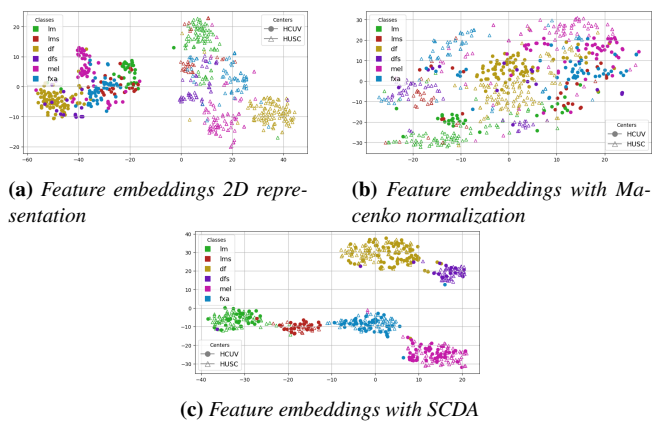 Classes
lm
lms
df
dfs
mel
fxa
Centers
HCUV
HUSC
20
10
0
−10
−20
−60
−40
−20
0
20
40
(a) Feature embeddings 2D repre-
sentation
Classes
lm
lms
df
dfs
mel
fxa
Centers
HCUV
HUSC
30
20
10
0
−10
−20
−30
−20
−10
0
10
20
(b) Feature embeddings with Ma-
cenko normalization
Classes
lm
lms
df
dfs
mel
fxa
Centers
HCUV
HUSC
40
30
20
10
0
−10
−20
−30
−40
−30
−20
−10
0
10
20
(c) Feature embeddings with SCDA